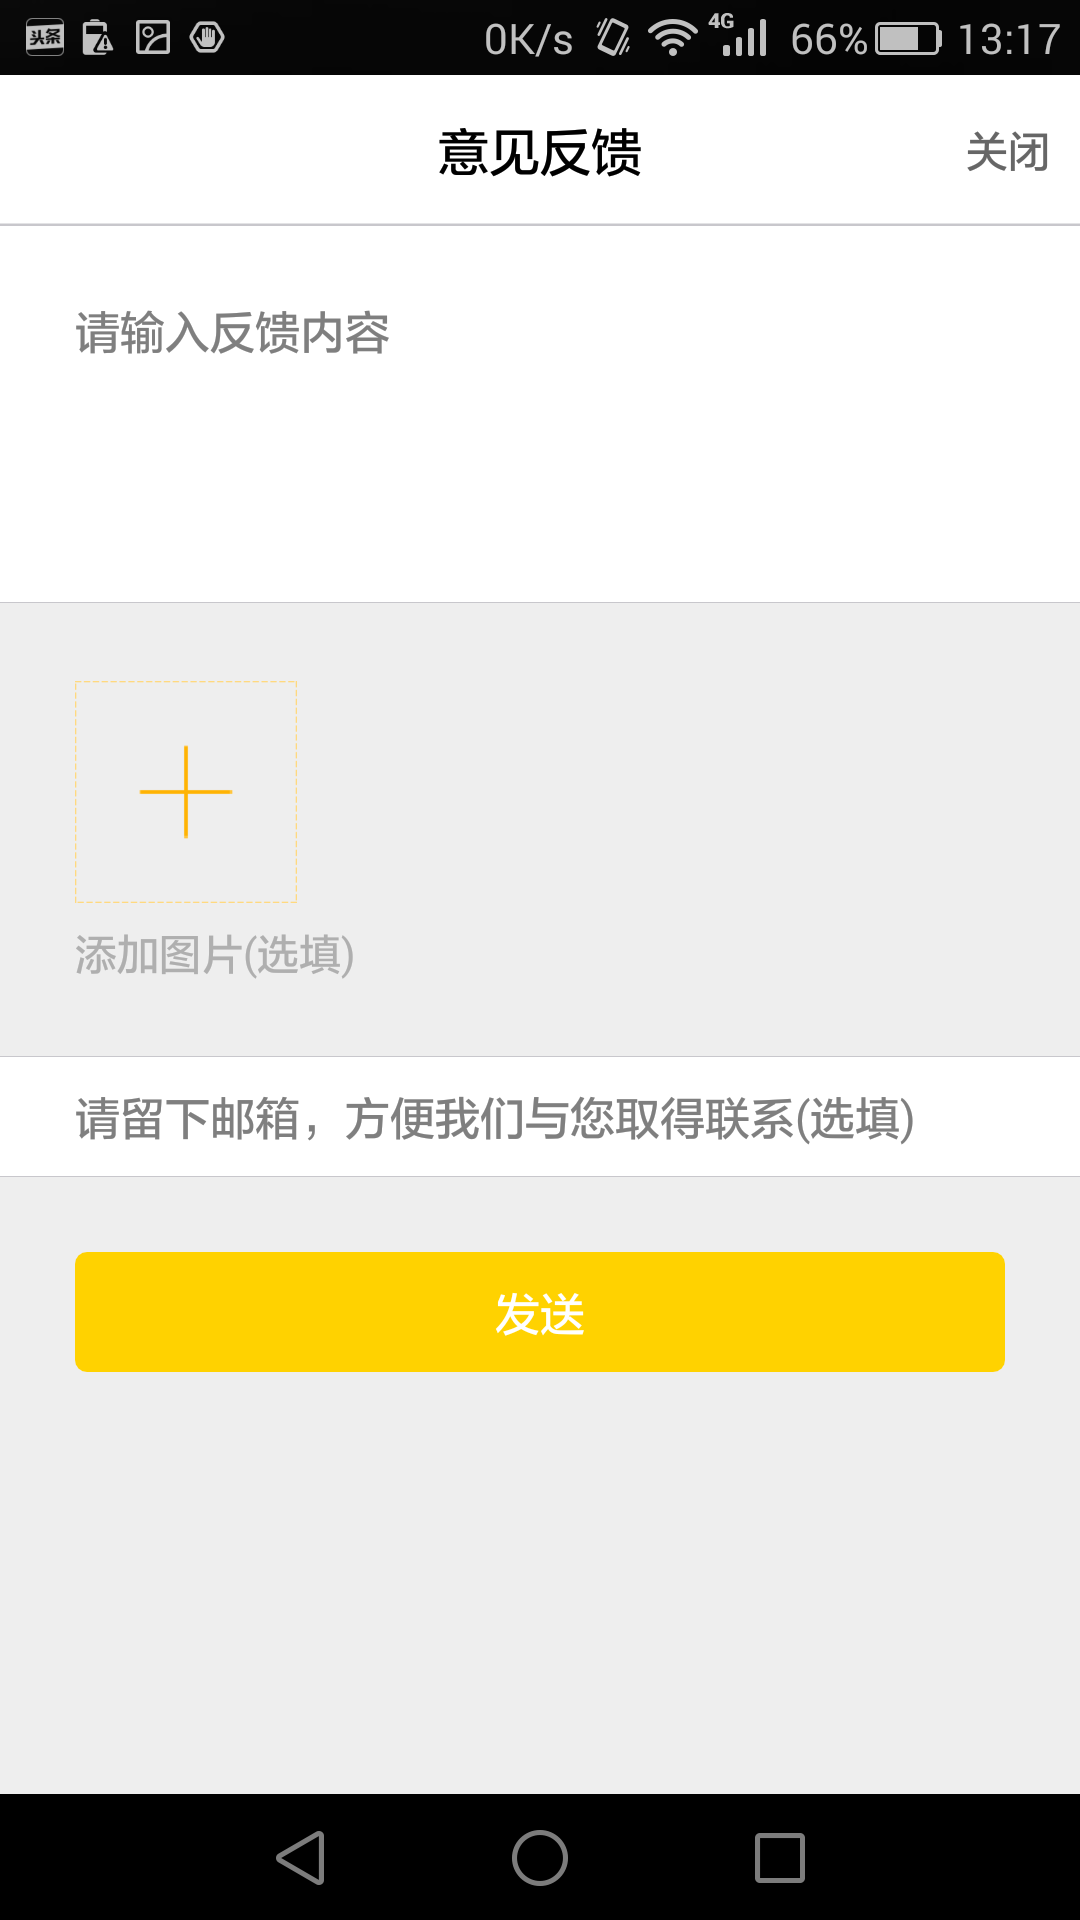 头条 0K/s 4G 66% 13:17
意见反馈 关闭
请输入反馈内容
添加图片(选填)
请留下邮箱，方便我们与您取得联系(选填)
发送